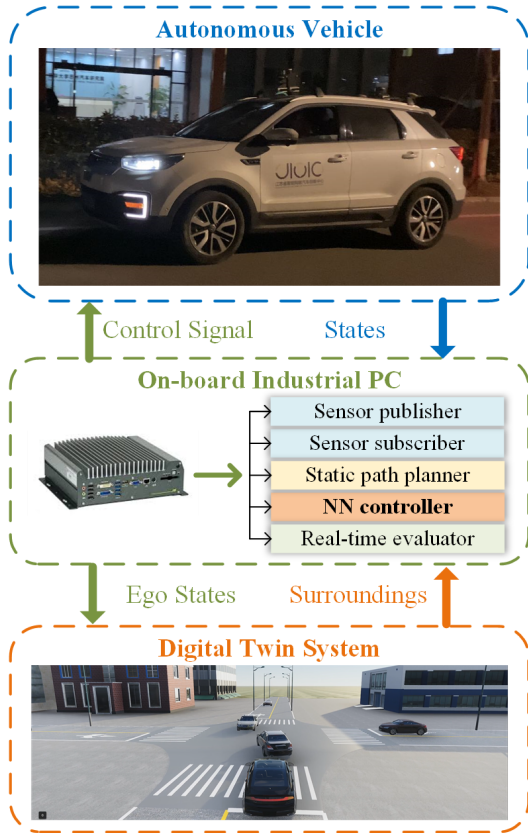 Autonomous Vehicle
Control Signal
States
On-board Industrial PC
Sensor publisher
Sensor subscriber
Static path planner
NN controller
Real-time evaluator
Ego States
Surroundings
Digital Twin System